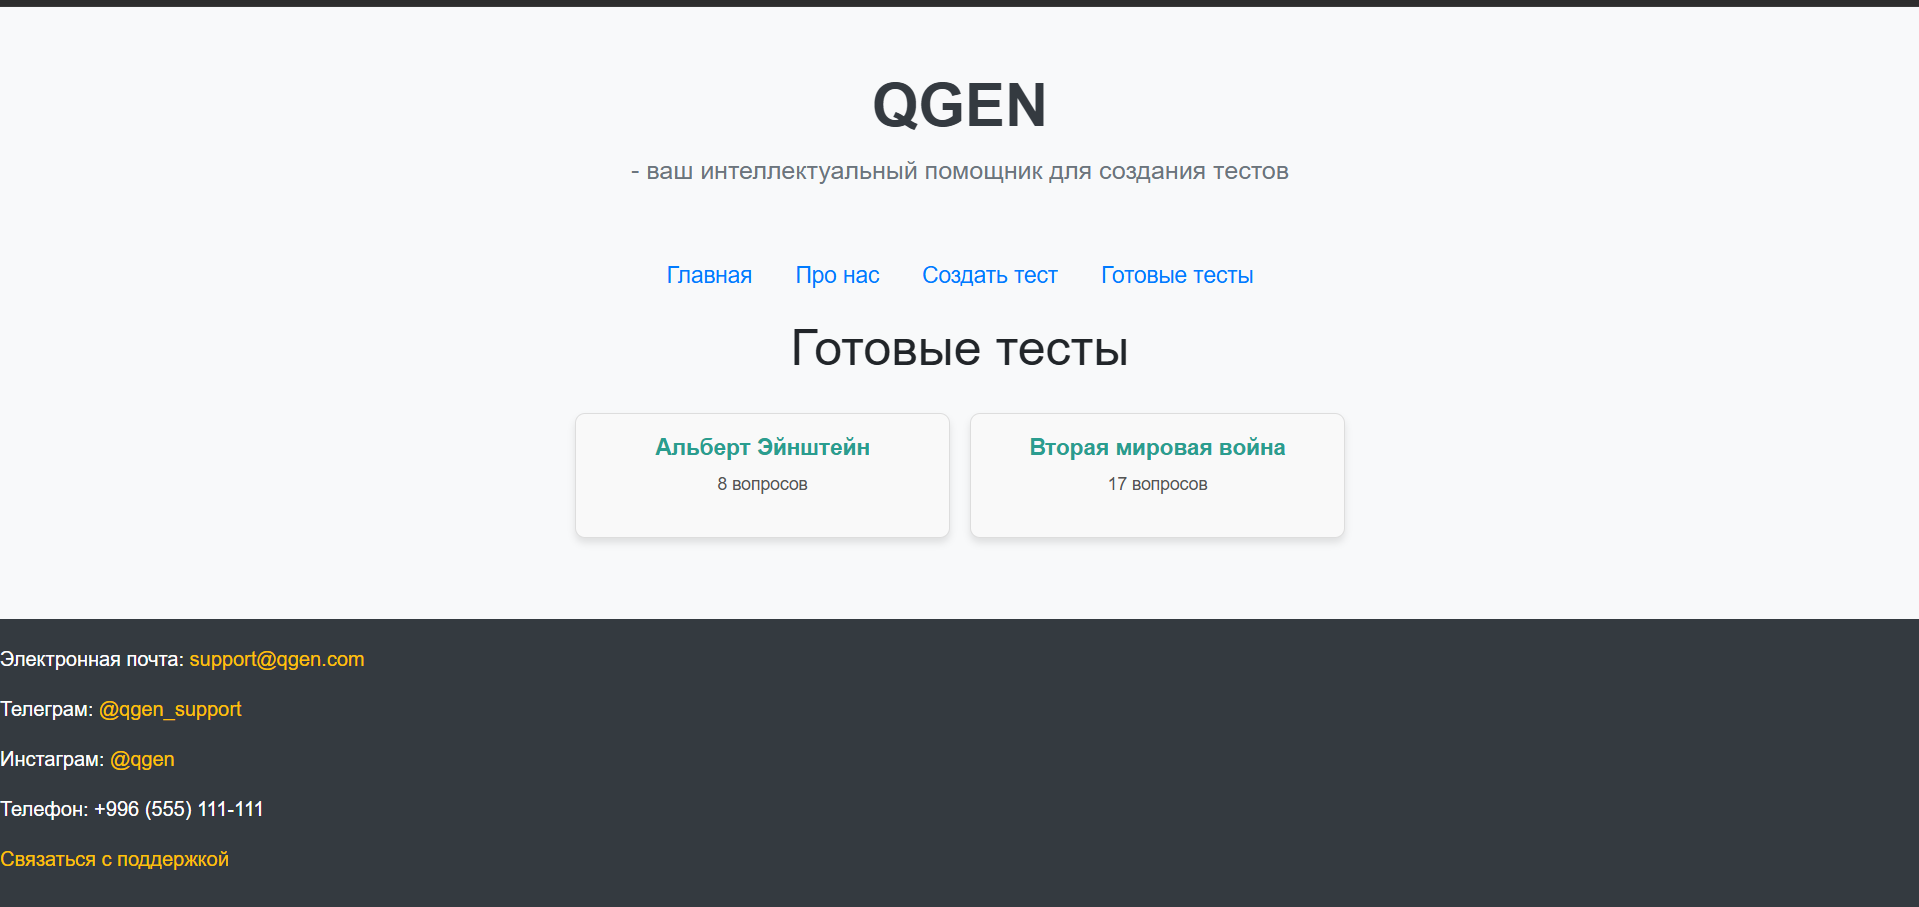 QGEN
- ваш интеллектуальный помощник для создания тестов
Главная Про нас Создать тест Готовые тесты
Готовые тесты
Альберт Эйнштейн
8 вопросов
Вторая мировая война
17 вопросов
Электронная почта: support@qgen.com
Телеграм: @qgen_support
Инстаграм: @qgen
Телефон: +996 (555) 111-111
Связаться с поддержкой